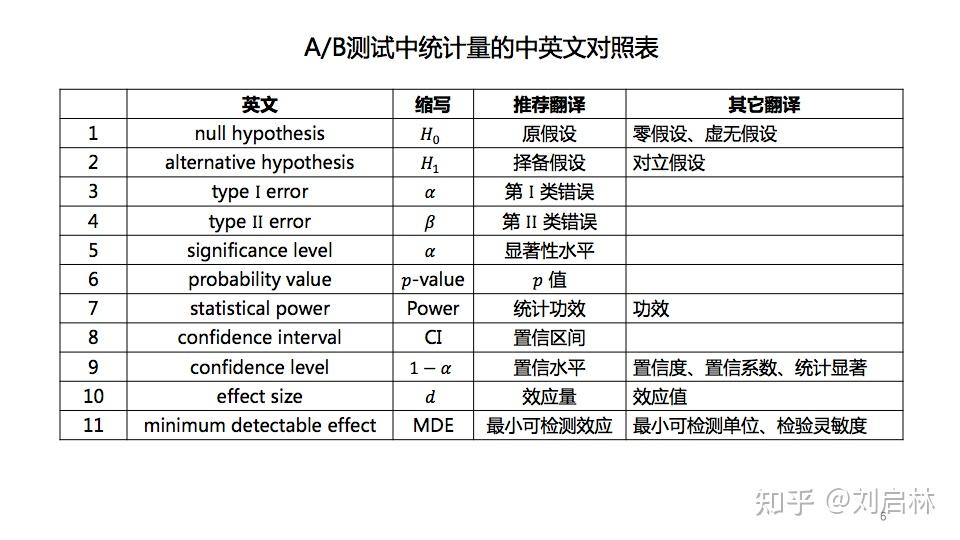 A/B测试中统计量的中英文对照表
英文 缩写 推荐翻译 其它翻译
1 null hypothesis H₀ 原假设 零假设、虚无假设
2 alternative hypothesis H₁ 择备假设 对立假设
3 type I error α 第 I 类错误
4 type II error β 第 II 类错误
5 significance level α 显著性水平
6 probability value p-value p 值
7 statistical power Power 统计功效 功效
8 confidence interval CI 置信区间
9 confidence level 1 − α 置信水平 置信度、置信系数、统计显著
10 effect size d 效应量 效应值
11 minimum detectable effect MDE 最小可检测效应 最小可检测单位、检验灵敏度
知乎 @刘启林
6